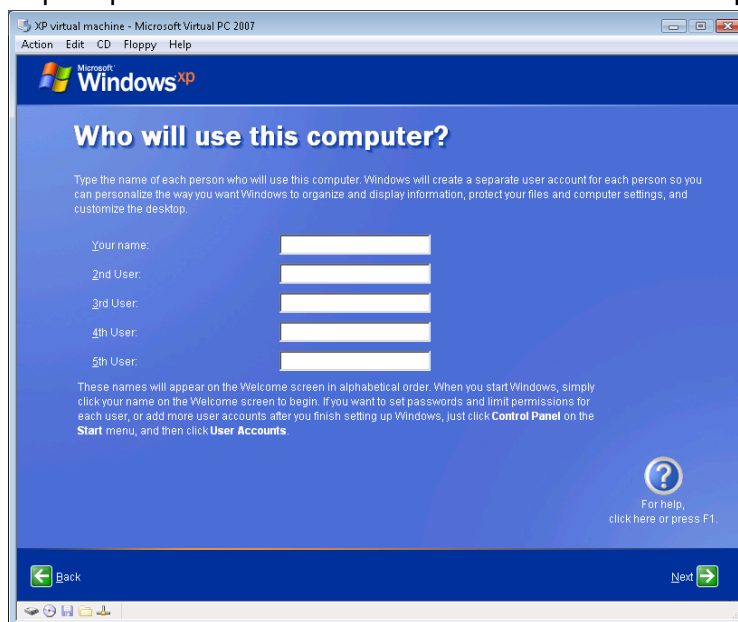 XP virtual machine - Microsoft Virtual PC 2007
Action Edit CD Floppy Help
Microsoft
Windows xp
Who will use this computer?
Type the name of each person who will use this computer. Windows will create a separate user account for each person so you
can personalize the way you want Windows to organize and display information, protect your files and computer settings, and
customize the desktop.
Your name:
2nd User:
3rd User:
4th User:
5th User:
These names will appear on the Welcome screen in alphabetical order. When you start Windows, simply
click your name on the Welcome screen to begin. If you want to set passwords and limit permissions for
each user, or add more user accounts after you finish setting up Windows, just click Control Panel on the
Start menu, and then click User Accounts.
For help,
click here or press F1.
Back
Next